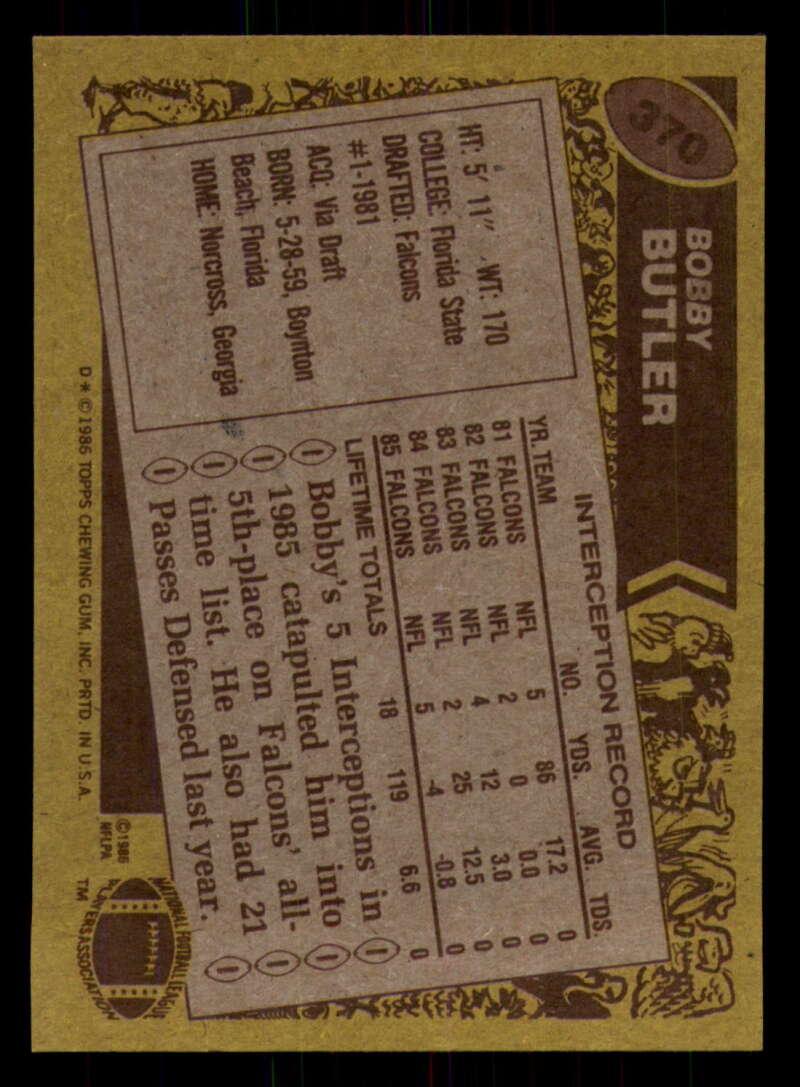 370
BOBBY
BUTLER
HT: 5' 11" WT: 170
COLLEGE: Florida State
DRAFTED: Falcons
#1-1981
ACQ: Via Draft
BORN: 5-28-59, Boynton
Beach, Florida
HOME: Norcross, Georgia
INTERCEPTION RECORD
YR. TEAM NO. YDS. AVG. TDS.
81 FALCONS NFL 5 86 17.2 0
82 FALCONS NFL 2 0 0.0 0
83 FALCONS NFL 4 12 3.0 0
84 FALCONS NFL 2 25 12.5 0
85 FALCONS NFL 5 -4 -0.8 0
LIFETIME TOTALS 18 119 6.6 0
Bobby's 5 Interceptions in
1985 catapulted him into
5th-place on Falcons' all-
time list. He also had 21
Passes Defensed last year.
D * © 1986 TOPPS CHEWING GUM, INC. PRTD. IN U.S.A.
© 1986
NFLPA
NATIONAL FOOTBALL LEAGUE
PLAYERS ASSOCIATION
TM